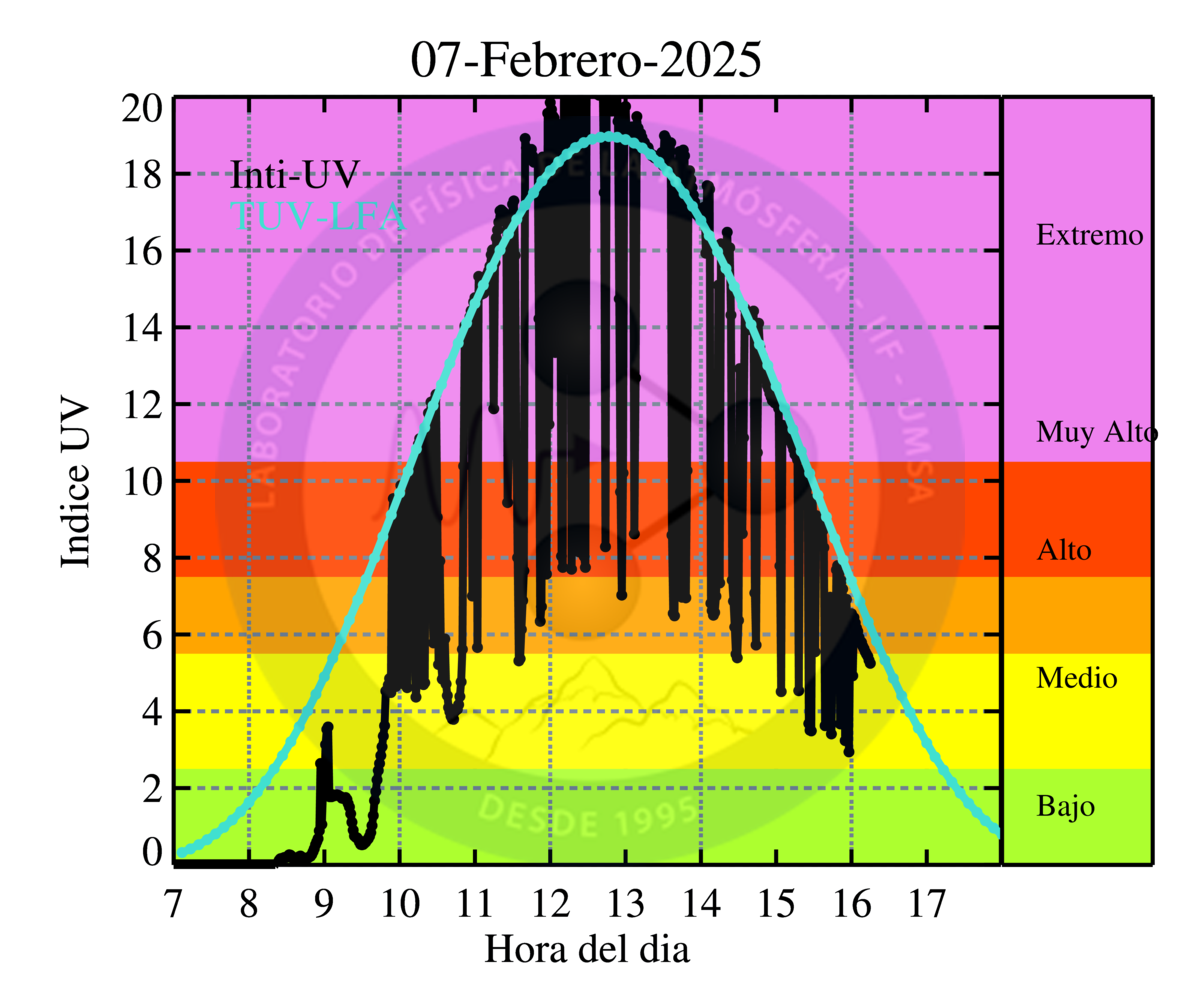 07-Febrero-2025
Indice UV
20
18
16
14
12
10
8
6
4
2
0
Inti-UV
TUV-LFA
LABORATORIO DE FÍSICA DE LA ATMÓSFERA - IIF - UMSA
DESDE 1995
Extremo
Muy Alto
Alto
Medio
Bajo
7 8 9 10 11 12 13 14 15 16 17
Hora del dia